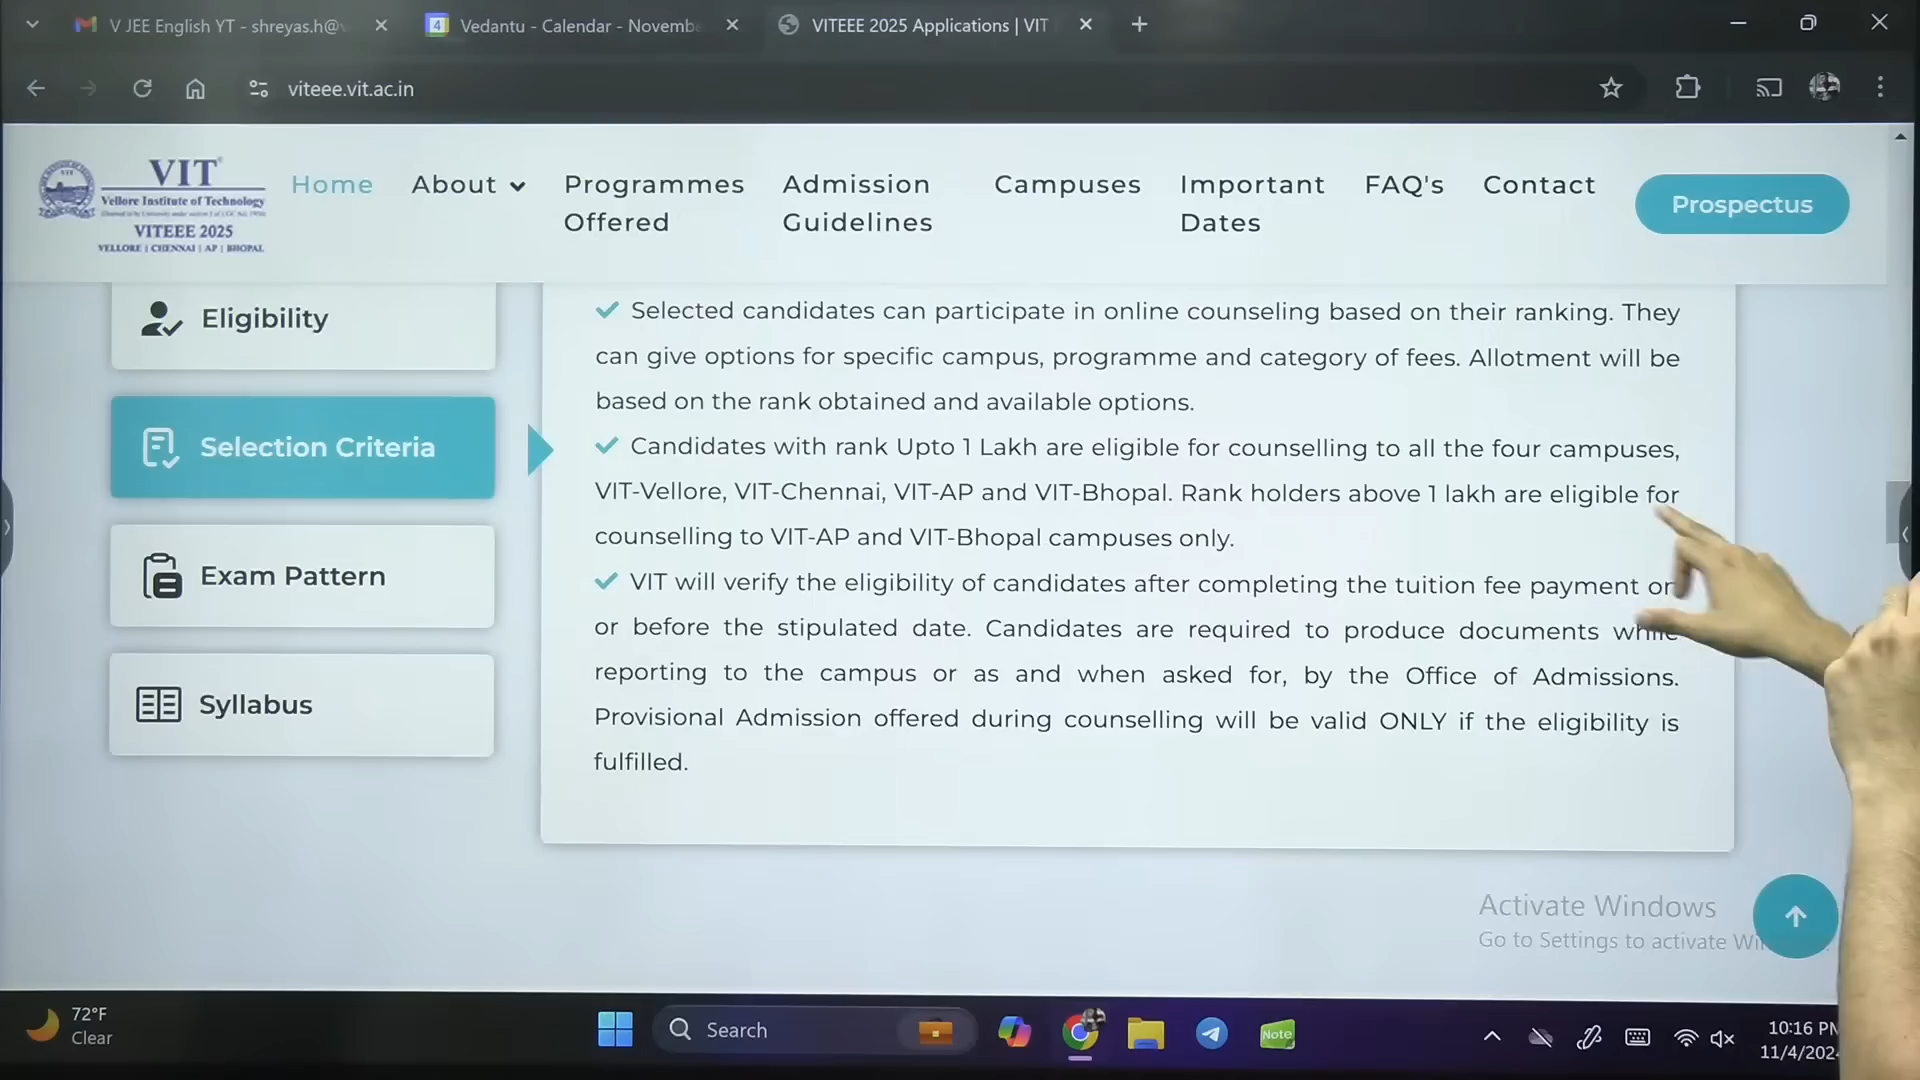 V JEE English YT - shreyas.h@
4 Vedantu - Calendar - Novemb
VITEEE 2025 Applications | VIT
viteee.vit.ac.in
VIT
Vellore Institute of Technology
VITEEE 2025
VELLORE | CHENNAI | AP | BHOPAL
Home About Programmes Offered Admission Guidelines Campuses Important Dates FAQ's Contact Prospectus
Eligibility
Selection Criteria
Exam Pattern
Syllabus
Selected candidates can participate in online counseling based on their ranking. They
can give options for specific campus, programme and category of fees. Allotment will be
based on the rank obtained and available options.
Candidates with rank Upto 1 Lakh are eligible for counselling to all the four campuses,
VIT-Vellore, VIT-Chennai, VIT-AP and VIT-Bhopal. Rank holders above 1 lakh are eligible for
counselling to VIT-AP and VIT-Bhopal campuses only.
VIT will verify the eligibility of candidates after completing the tuition fee payment on
or before the stipulated date. Candidates are required to produce documents while
reporting to the campus or as and when asked for, by the Office of Admissions.
Provisional Admission offered during counselling will be valid ONLY if the eligibility is
fulfilled.
Activate Windows
Go to Settings to activate Wi
72°F
Clear
Search
Note
10:16 PM
11/4/2024